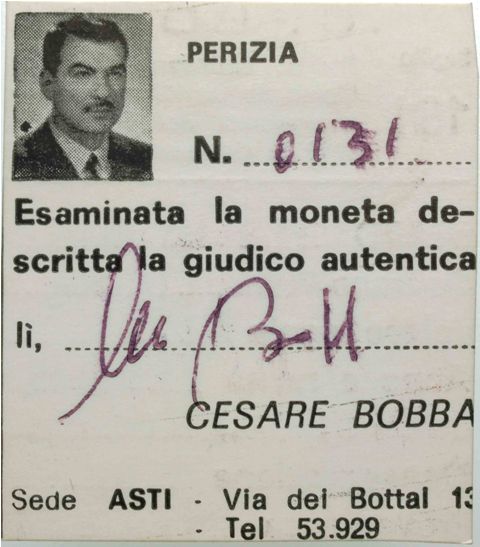 PERIZIA
N. 0131
Esaminata la moneta de-
scritta la giudico autentica
lì,
CESARE BOBBA
Sede ASTI - Via dei Bottal 13
- Tel 53.929